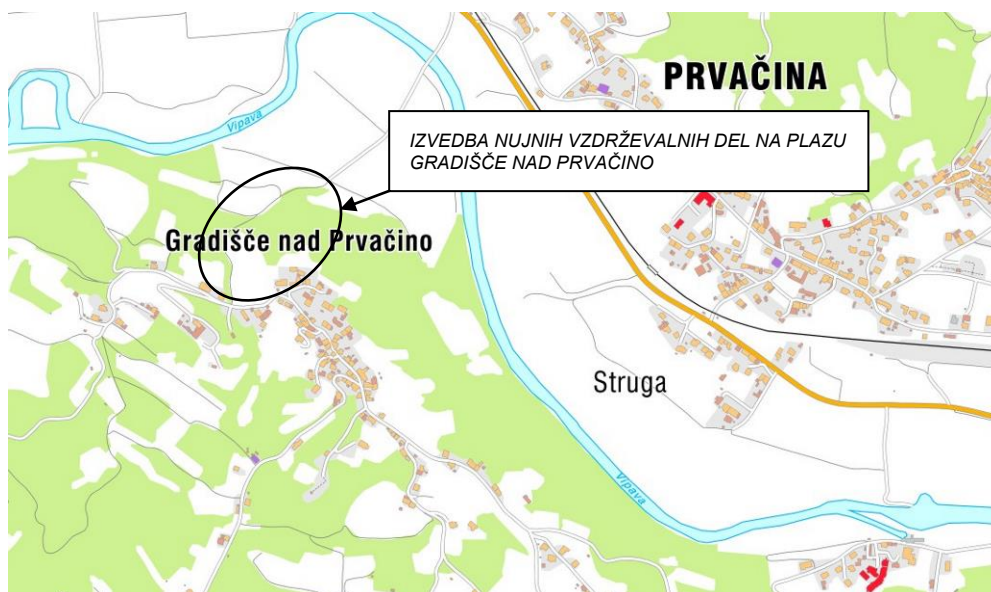 PRVAČINA
Vipava
IZVEDBA NUJNIH VZDRŽEVALNIH DEL NA PLAZU
GRADIŠČE NAD PRVAČINO
Gradišče nad Prvačino
Struga
Vipava